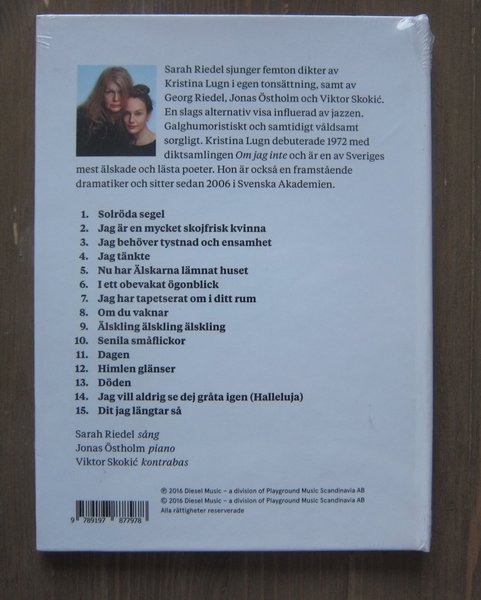 Sarah Riedel sjunger femton dikter av
Kristina Lugn i egen tonsättning, samt av
Georg Riedel, Jonas Östholm och Viktor Skokić.
En slags alternativ visa influerad av jazzen.
Galghumoristiskt och samtidigt våldsamt
sorgligt. Kristina Lugn debuterade 1972 med
diktsamlingen Om jag inte och är en av Sveriges
mest älskade och lästa poeter. Hon är också en framstående
dramatiker och sitter sedan 2006 i Svenska Akademien.
1. Solröda segel
2. Jag är en mycket skojfrisk kvinna
3. Jag behöver tystnad och ensamhet
4. Jag tänkte
5. Nu har Älskarna lämnat huset
6. I ett obevakat ögonblick
7. Jag har tapetserat om i ditt rum
8. Om du vaknar
9. Älskling älskling älskling
10. Senila småflickor
11. Dagen
12. Himlen glänser
13. Döden
14. Jag vill aldrig se dej gråta igen (Halleluja)
15. Dit jag längtar så
Sarah Riedel sång
Jonas Östholm piano
Viktor Skokić kontrabas
℗ 2016 Diesel Music – a division of Playground Music Scandinavia AB
© 2016 Diesel Music – a division of Playground Music Scandinavia AB
Alla rättigheter reserverade
9 789197 877978